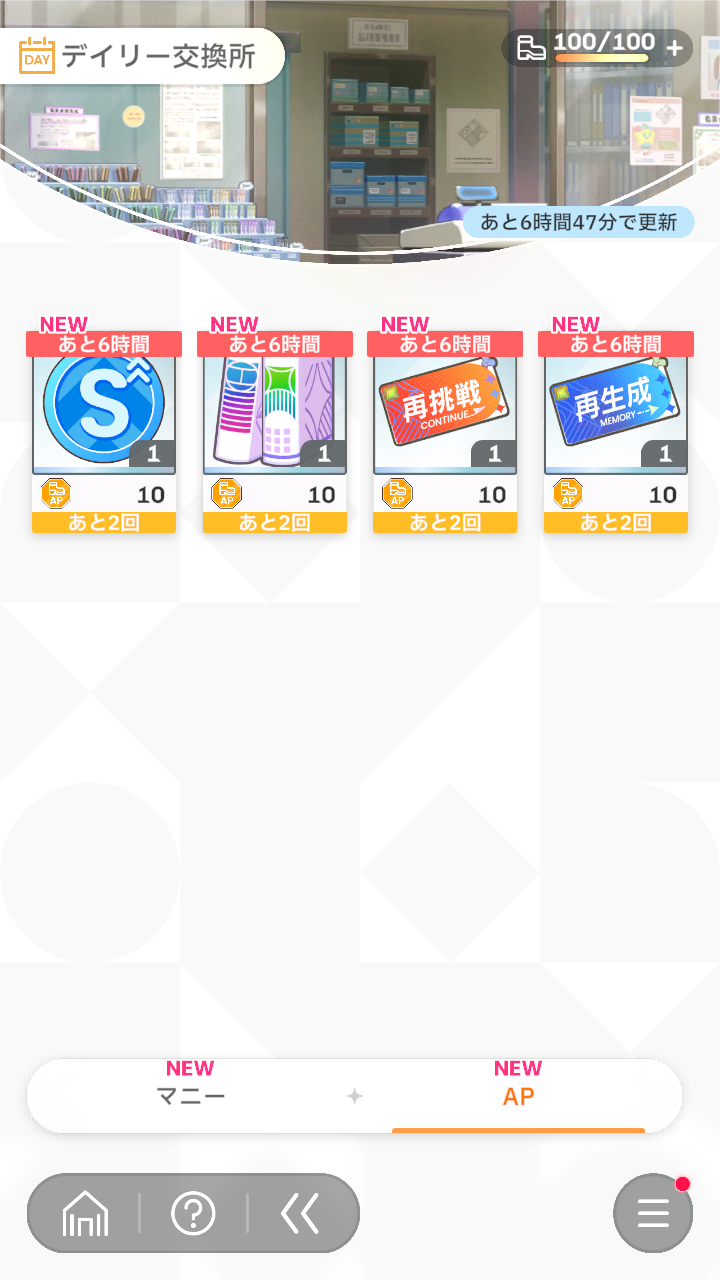 DAY デイリー交換所
100/100 +
あと6時間47分で更新
NEW NEW NEW NEW
あと6時間 あと6時間 あと6時間 あと6時間
S
再挑戦
CONTINUE
再生成
MEMORY
1 1 1 1
AP 10 AP 10 AP 10 AP 10
あと2回 あと2回 あと2回 あと2回
NEW NEW
マニー AP
?